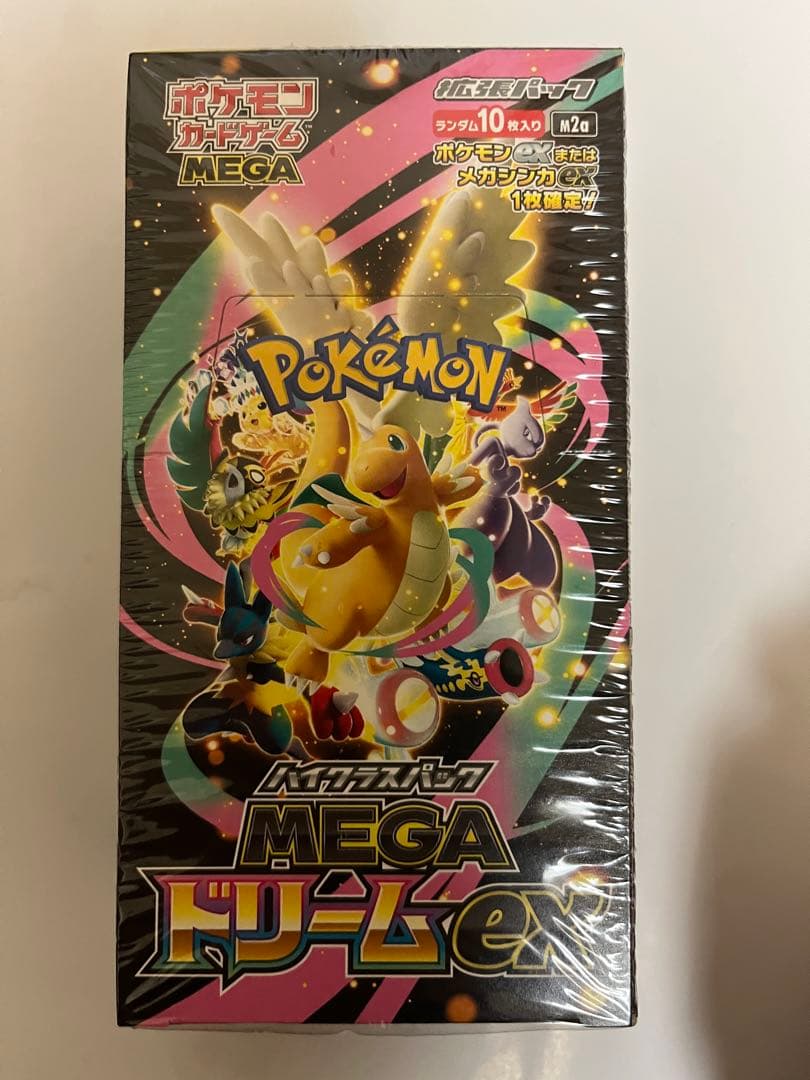 ポケモン
カードゲーム™
MEGA
拡張パック
ランダム10枚入り M2a
ポケモンexまたは
メガシンカex
1枚確定!
POKéMON™
ハイクラスパック
MEGA
ドリームex